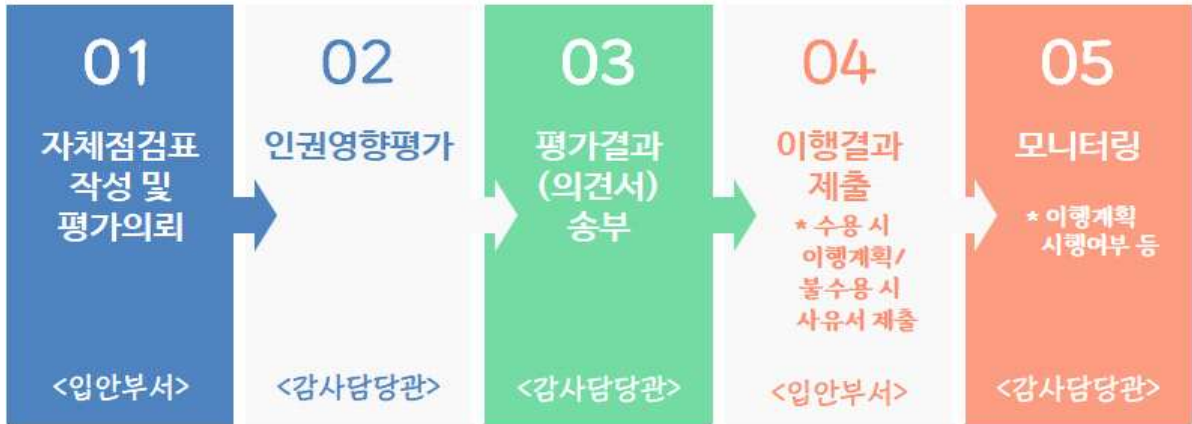 01
자체점검표
작성 및
평가의뢰
<입안부서>
02
인권영향평가
<감사담당관>
03
평가결과
(의견서)
송부
<감사담당관>
04
이행결과
제출
* 수용 시
이행계획/
불수용 시
사유서 제출
<입안부서>
05
모니터링
* 이행계획
시행여부 등
<감사담당관>